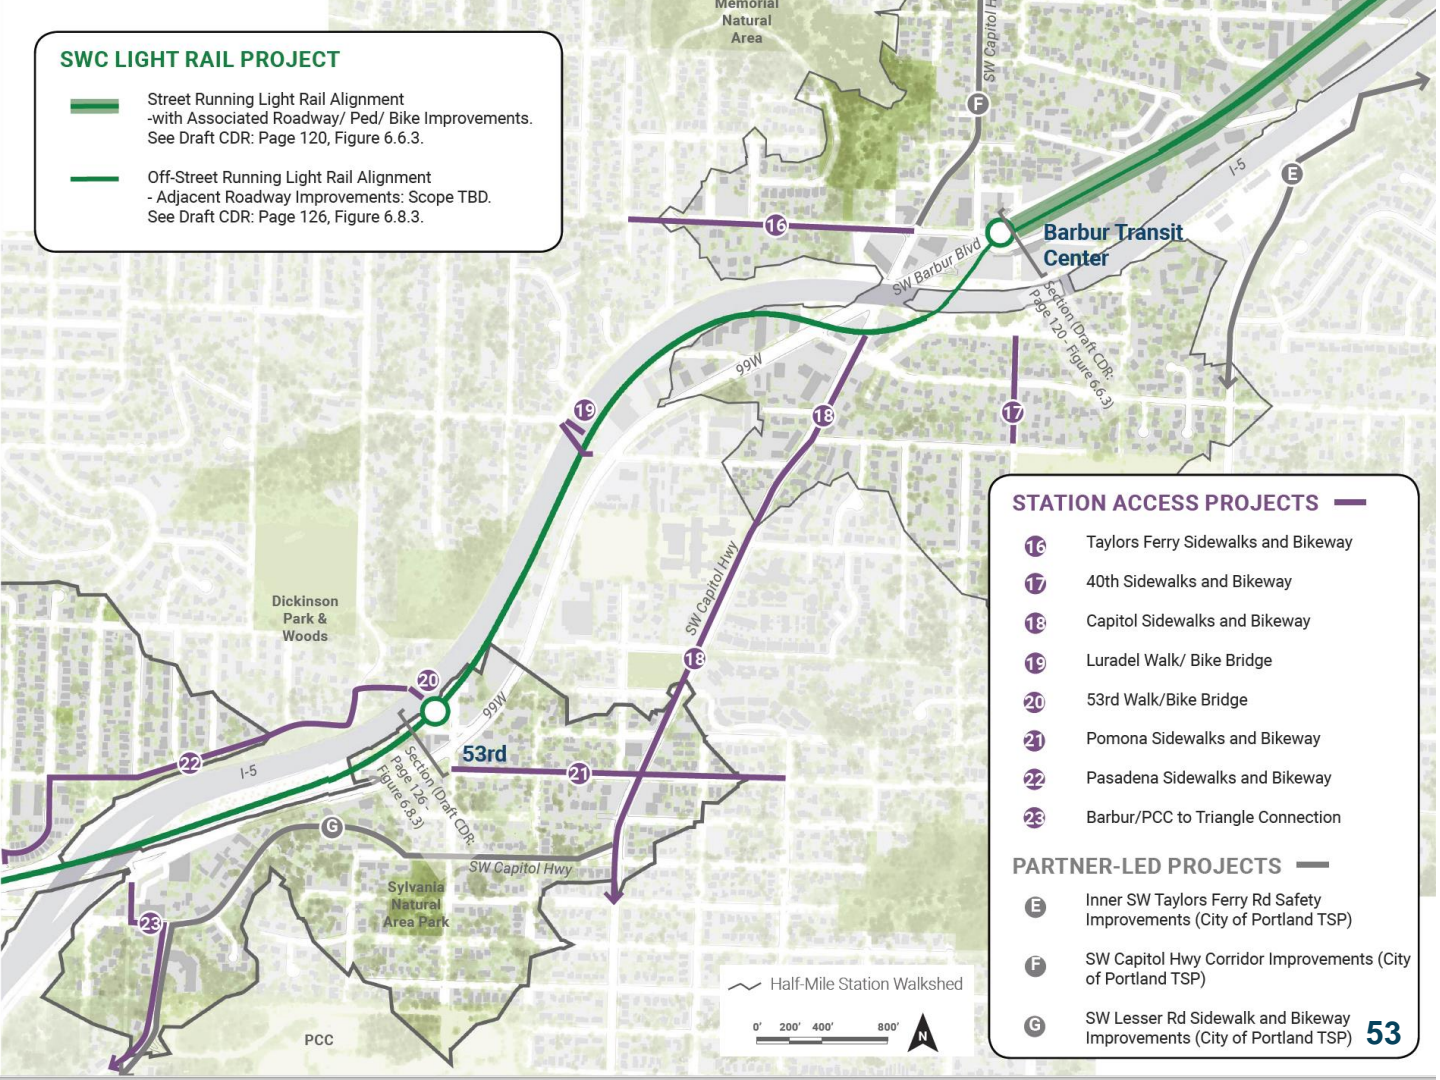 Memorial
Natural
Area
SW Capitol H
SWC LIGHT RAIL PROJECT
Street Running Light Rail Alignment
-with Associated Roadway/ Ped/ Bike Improvements.
See Draft CDR: Page 120, Figure 6.6.3.
Off-Street Running Light Rail Alignment
- Adjacent Roadway Improvements: Scope TBD.
See Draft CDR: Page 126, Figure 6.8.3.
F
E
I-5
16
Barbur Transit
Center
SW Barbur Blvd
Section (Draft CDR:
Page 120 - Figure 6.6.3)
99W
19
18
17
SW Capitol Hwy
Dickinson
Park &
Woods
18
20
99W
53rd
22
I-5
21
Section (Draft CDR:
Page 126 -
Figure 6.8.3)
G
SW Capitol Hwy
Sylvania
Natural
Area Park
23
PCC
Half-Mile Station Walkshed
0' 200' 400' 800'
N
STATION ACCESS PROJECTS
16 Taylors Ferry Sidewalks and Bikeway
17 40th Sidewalks and Bikeway
18 Capitol Sidewalks and Bikeway
19 Luradel Walk/ Bike Bridge
20 53rd Walk/Bike Bridge
21 Pomona Sidewalks and Bikeway
22 Pasadena Sidewalks and Bikeway
23 Barbur/PCC to Triangle Connection
PARTNER-LED PROJECTS
E Inner SW Taylors Ferry Rd Safety
Improvements (City of Portland TSP)
F SW Capitol Hwy Corridor Improvements (City
of Portland TSP)
G SW Lesser Rd Sidewalk and Bikeway
Improvements (City of Portland TSP)
53